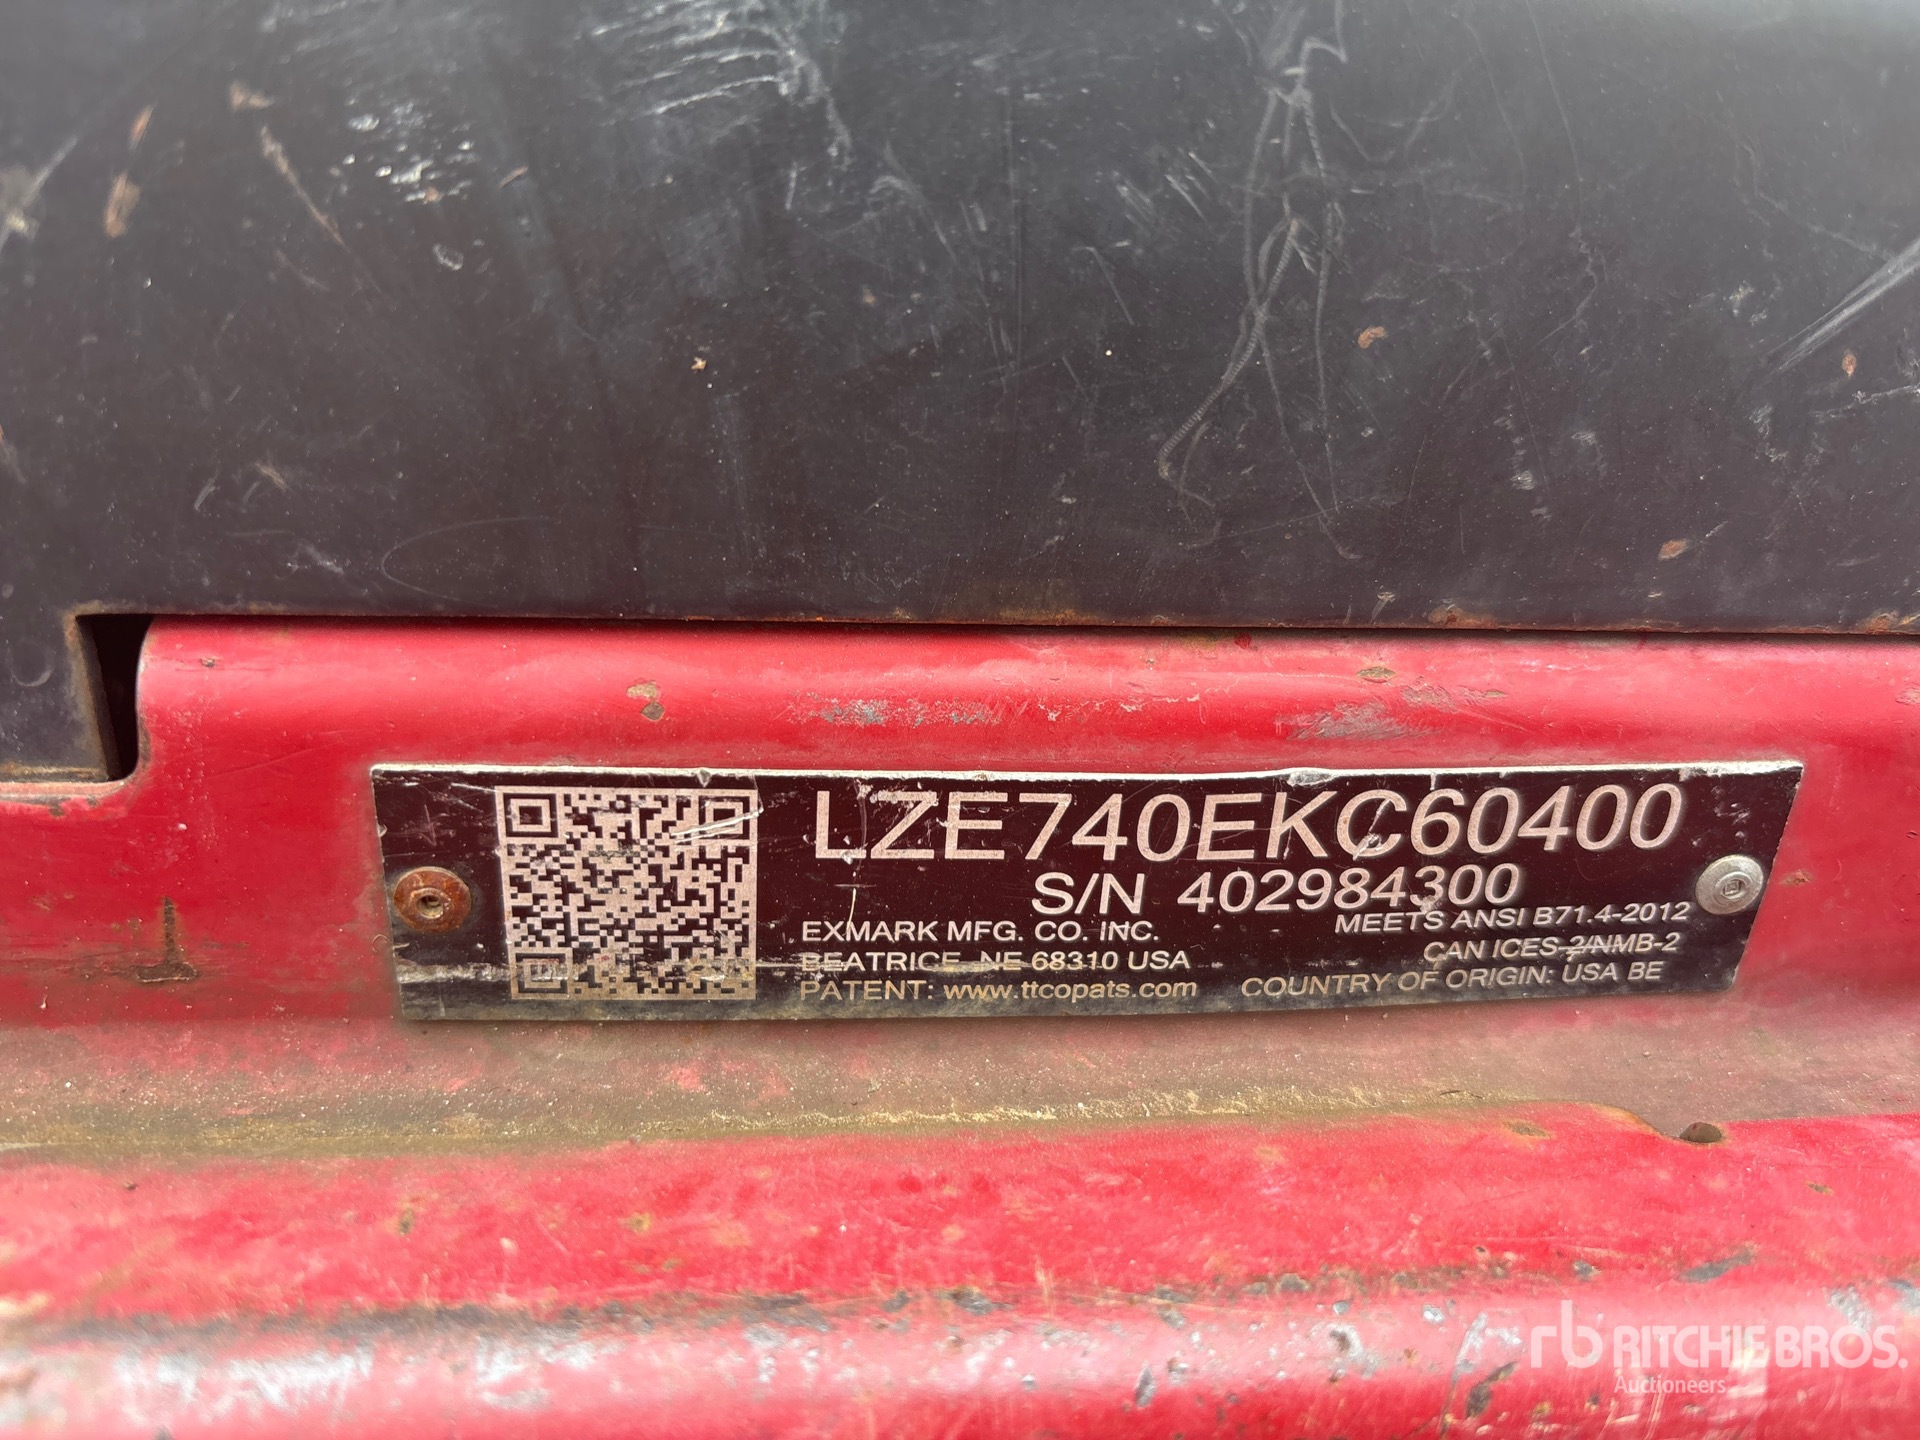 LZE740EKC60400
S/N 402984300
EXMARK MFG. CO. INC.
BEATRICE, NE 68310 USA
PATENT: www.ttcopats.com
MEETS ANSI B71.4-2012
CAN ICES-2/NMB-2
COUNTRY OF ORIGIN: USA BE
rb RITCHIE BROS.
Auctioneers